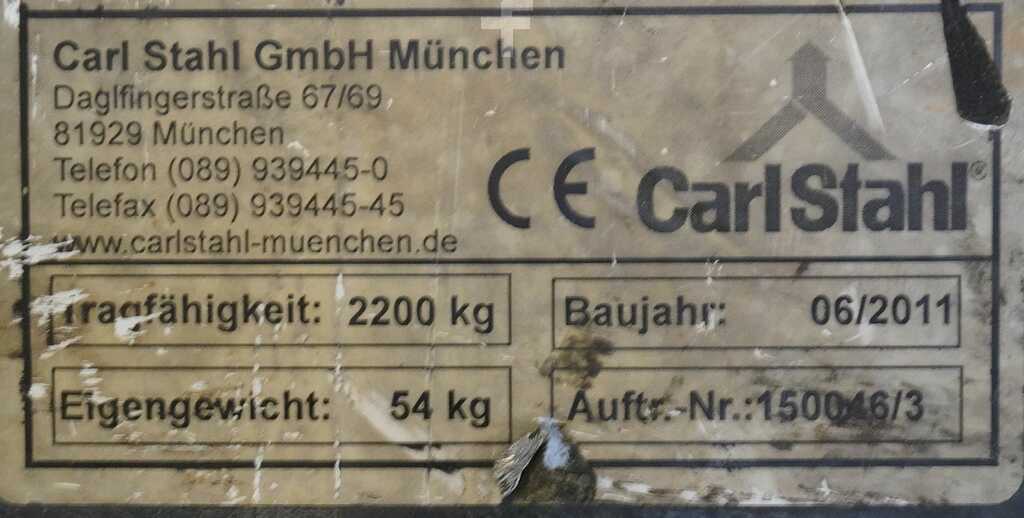 Carl Stahl GmbH München
Daglfingerstraße 67/69
81929 München
Telefon (089) 939445-0
Telefax (089) 939445-45
www.carlstahl-muenchen.de
CE CarlStahl®
Tragfähigkeit: 2200 kg
Baujahr: 06/2011
Eigengewicht: 54 kg
Auftr.-Nr.:150046/3